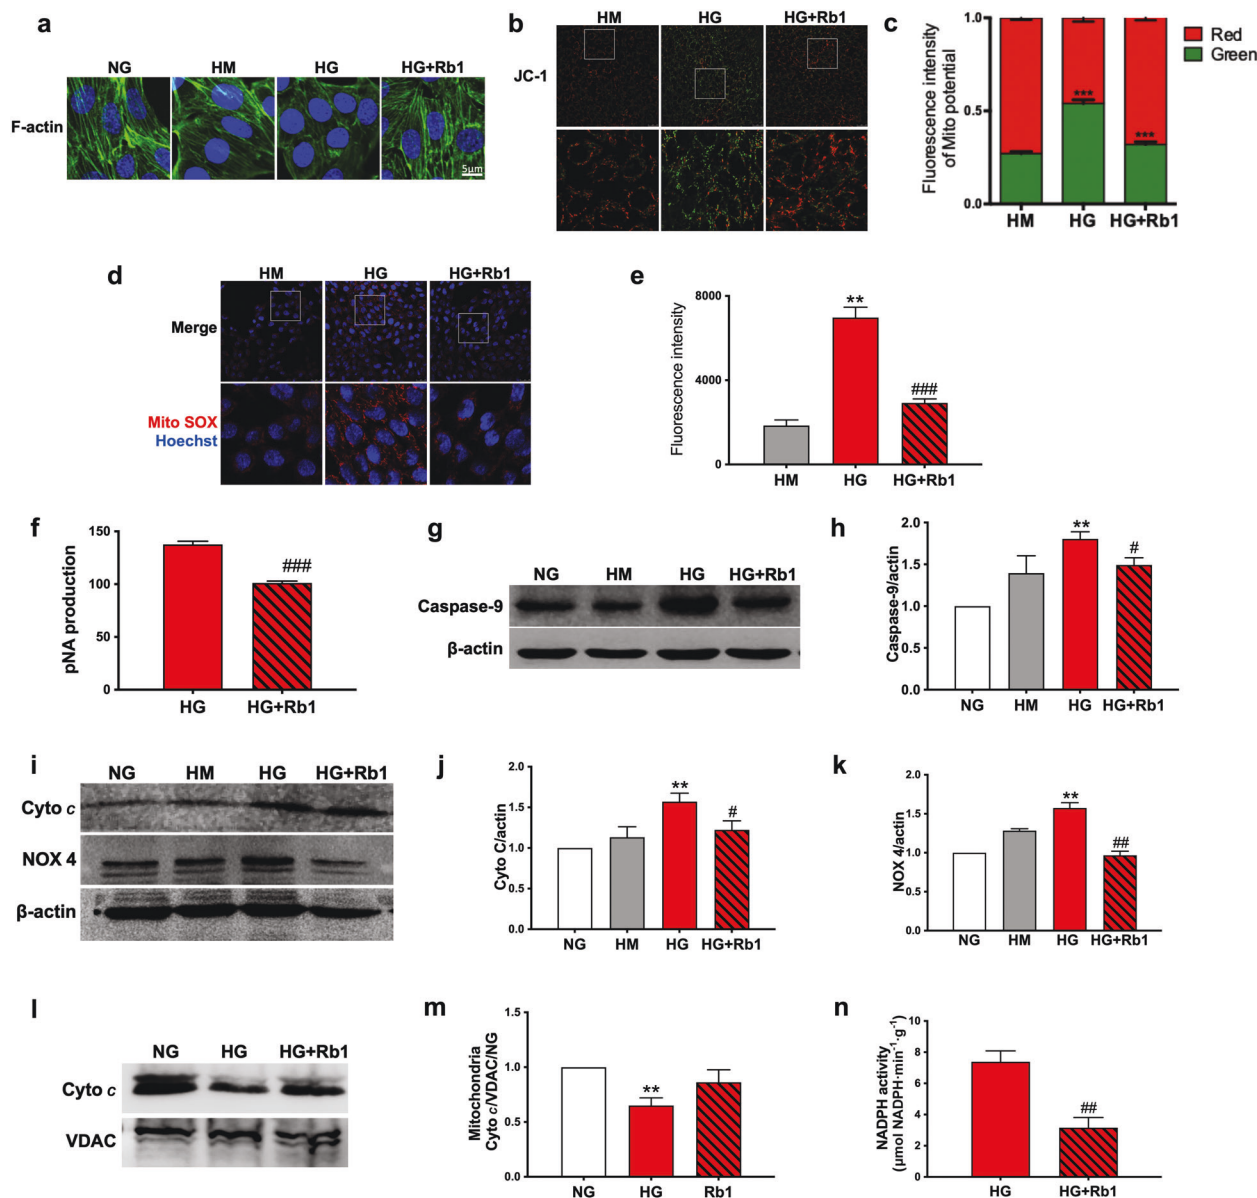 a
NG HM HG HG+Rb1
F-actin
5μm
b
HM HG HG+Rb1
JC-1
c
Fluorescence intensity
of Mito potential
1.0
0.5
0.0
***
***
HM HG HG+Rb1
Red
Green
d
HM HG HG+Rb1
Merge
Mito SOX
Hoechst
e
Fluorescence intensity
8000
4000
0
**
###
HM HG HG+Rb1
f
pNA production
150
100
50
0
###
HG HG+Rb1
g
NG HM HG HG+Rb1
Caspase-9
β-actin
h
Caspase-9/actin
2.0
1.5
1.0
0.5
0.0
**
#
NG HM HG HG+Rb1
i
NG HM HG HG+Rb1
Cyto c
NOX 4
β-actin
j
Cyto C/actin
2.0
1.5
1.0
0.5
0.0
**
#
NG HM HG HG+Rb1
k
NOX 4/actin
2.0
1.5
1.0
0.5
0.0
**
##
NG HM HG HG+Rb1
l
NG HG HG+Rb1
Cyto c
VDAC
m
Mitochondria
Cyto c/VDAC/NG
1.5
1.0
0.5
0.0
**
NG HG Rb1
n
NADPH activity
(μmol NADPH·min⁻¹·g⁻¹)
10
8
6
4
2
0
##
HG HG+Rb1